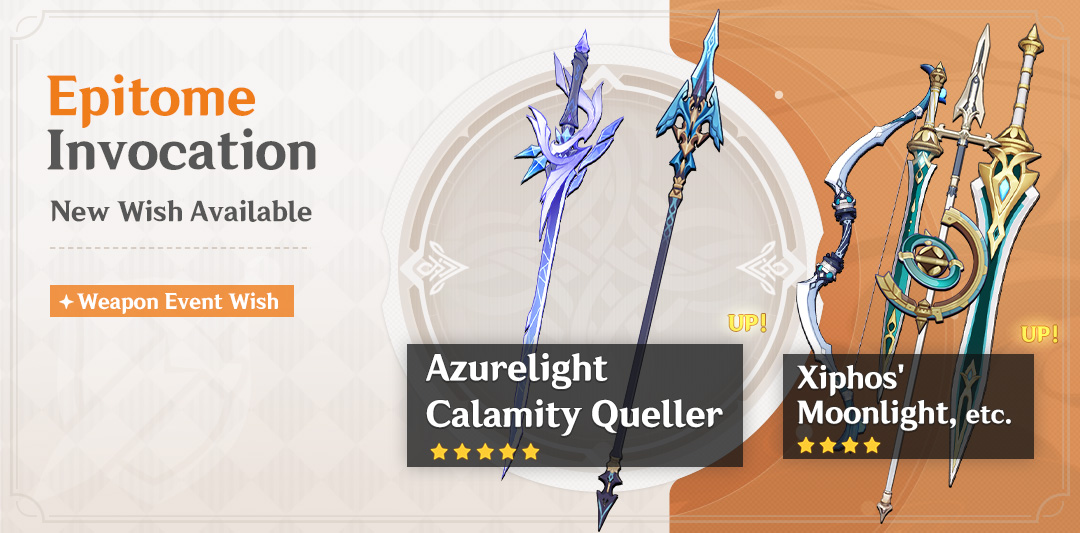 Epitome
Invocation
New Wish Available
Weapon Event Wish
UP!
Azurelight
Calamity Queller
UP!
Xiphos'
Moonlight, etc.